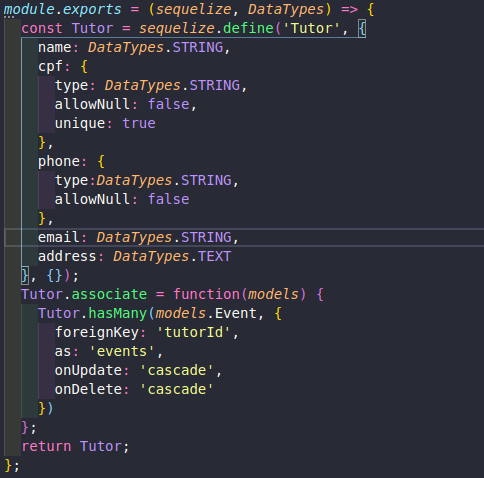 module.exports = (sequelize, DataTypes) => {
  const Tutor = sequelize.define('Tutor', {
    name: DataTypes.STRING,
    cpf: {
      type: DataTypes.STRING,
      allowNull: false,
      unique: true
    },
    phone: {
      type:DataTypes.STRING,
      allowNull: false
    },
    email: DataTypes.STRING,
    address: DataTypes.TEXT
  }, {});
  Tutor.associate = function(models) {
    Tutor.hasMany(models.Event, {
      foreignKey: 'tutorId',
      as: 'events',
      onUpdate: 'cascade',
      onDelete: 'cascade'
    })
  };
  return Tutor;
};